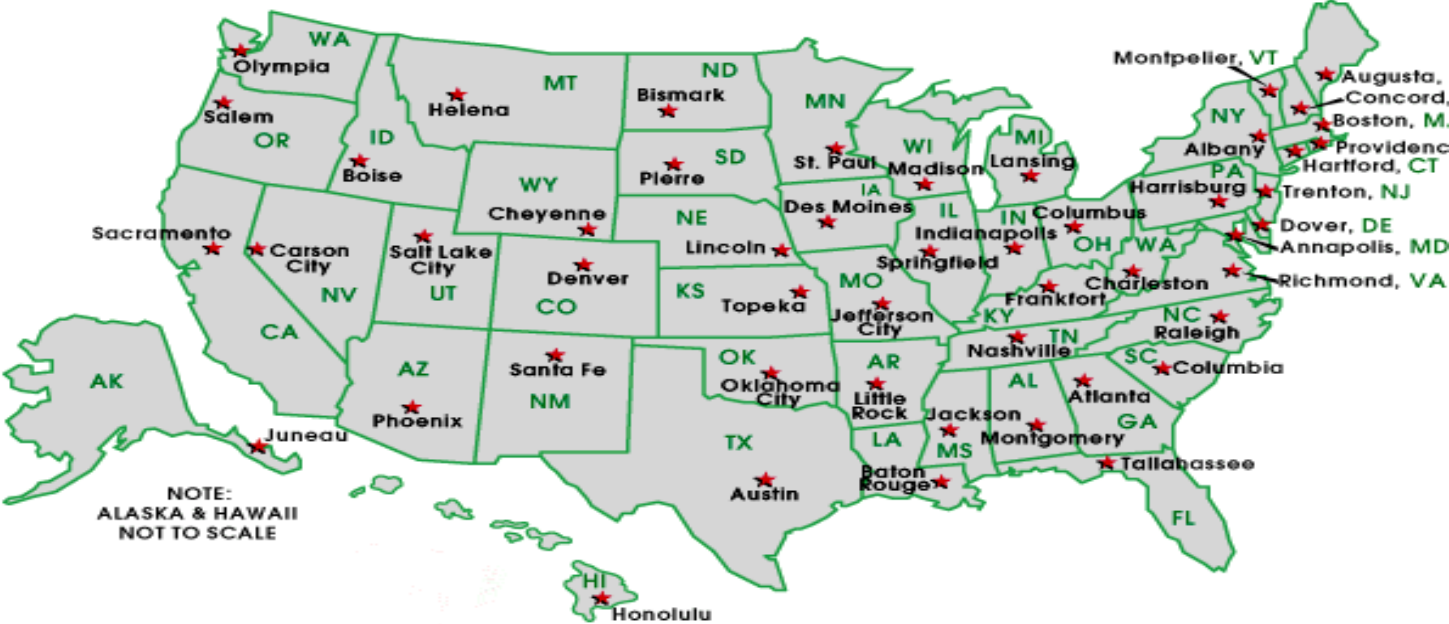 WA
Olympia
Salem
OR
ID
Boise
MT
Helena
ND
Bismark
MN
St. Paul
SD
Pierre
WY
Cheyenne
NE
Lincoln
IA
Des Moines
WI
Madison
MI
Lansing
Montpelier, VT
Augusta,
Concord,
Boston, M
Providenc
Hartford, CT
NY
Albany
PA
Harrisburg
Trenton, NJ
Dover, DE
Annapolis, MD
Richmond, VA
Sacramento
Carson
City
NV
CA
Salt Lake
City
UT
Denver
CO
KS
Topeka
MO
Jefferson
City
IL
Springfield
IN
Indianapolis
Columbus
OH
WA
Charleston
Frankfort
KY
NC
Raleigh
TN
Nashville
SC
Columbia
AZ
Phoenix
Santa Fe
NM
OK
Oklahoma
City
AR
Little
Rock
TX
Austin
LA
Baton
Rouge
Jackson
MS
AL
Montgomery
Atlanta
GA
Tallahassee
FL
AK
Juneau
NOTE:
ALASKA & HAWAII
NOT TO SCALE
HI
Honolulu